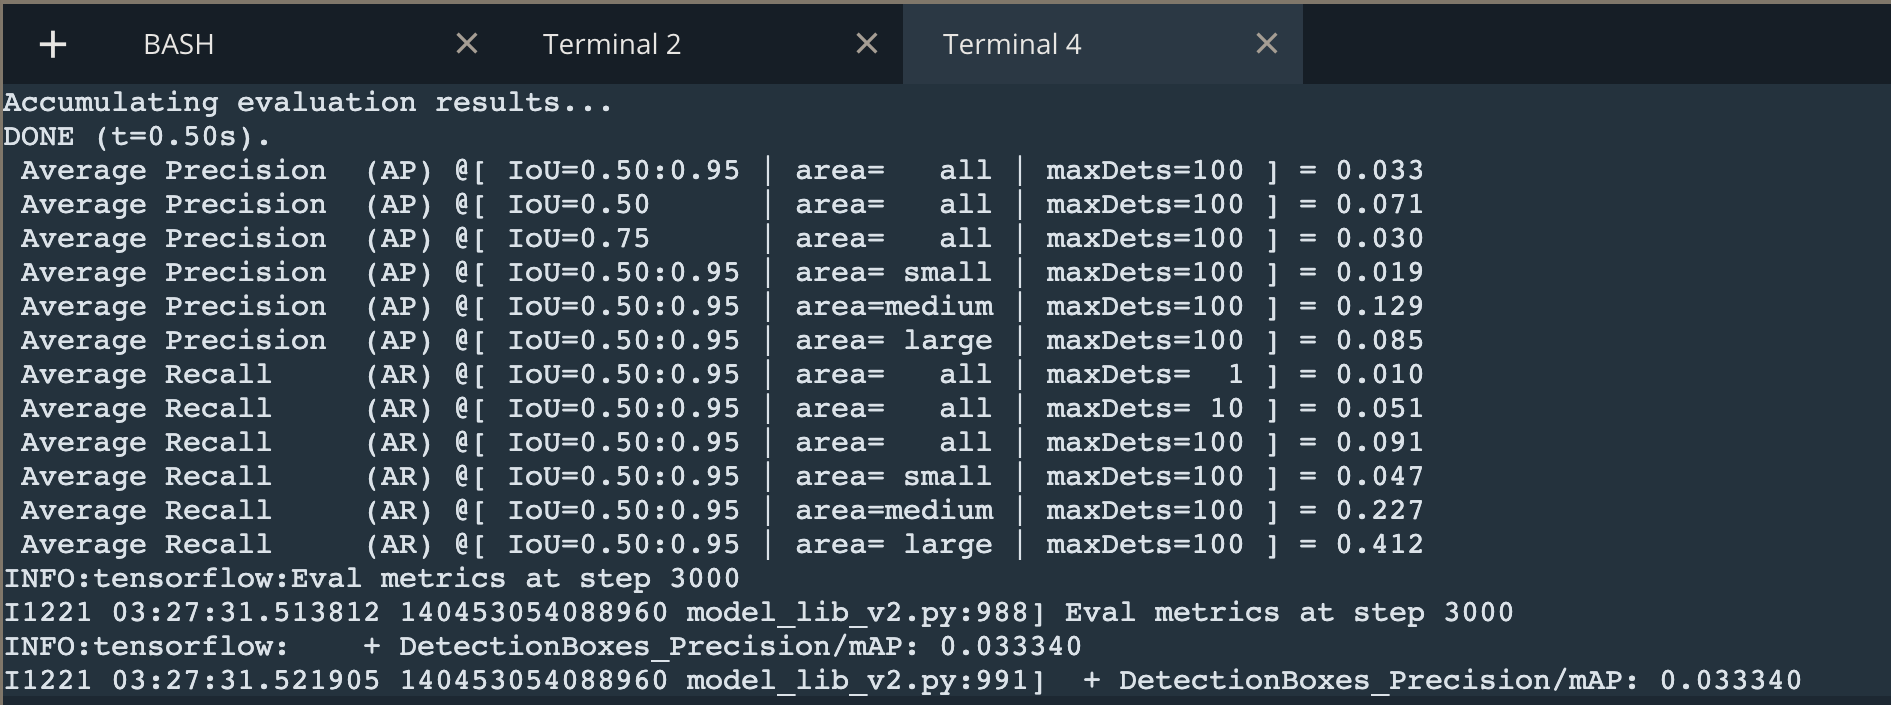 + BASH × Terminal 2 × Terminal 4 ×
Accumulating evaluation results...
DONE (t=0.50s).
 Average Precision  (AP) @[ IoU=0.50:0.95 | area=   all | maxDets=100 ] = 0.033
 Average Precision  (AP) @[ IoU=0.50      | area=   all | maxDets=100 ] = 0.071
 Average Precision  (AP) @[ IoU=0.75      | area=   all | maxDets=100 ] = 0.030
 Average Precision  (AP) @[ IoU=0.50:0.95 | area= small | maxDets=100 ] = 0.019
 Average Precision  (AP) @[ IoU=0.50:0.95 | area=medium | maxDets=100 ] = 0.129
 Average Precision  (AP) @[ IoU=0.50:0.95 | area= large | maxDets=100 ] = 0.085
 Average Recall     (AR) @[ IoU=0.50:0.95 | area=   all | maxDets=  1 ] = 0.010
 Average Recall     (AR) @[ IoU=0.50:0.95 | area=   all | maxDets= 10 ] = 0.051
 Average Recall     (AR) @[ IoU=0.50:0.95 | area=   all | maxDets=100 ] = 0.091
 Average Recall     (AR) @[ IoU=0.50:0.95 | area= small | maxDets=100 ] = 0.047
 Average Recall     (AR) @[ IoU=0.50:0.95 | area=medium | maxDets=100 ] = 0.227
 Average Recall     (AR) @[ IoU=0.50:0.95 | area= large | maxDets=100 ] = 0.412
INFO:tensorflow:Eval metrics at step 3000
I1221 03:27:31.513812 140453054088960 model_lib_v2.py:988] Eval metrics at step 3000
INFO:tensorflow:    + DetectionBoxes_Precision/mAP: 0.033340
I1221 03:27:31.521905 140453054088960 model_lib_v2.py:991]  + DetectionBoxes_Precision/mAP: 0.033340